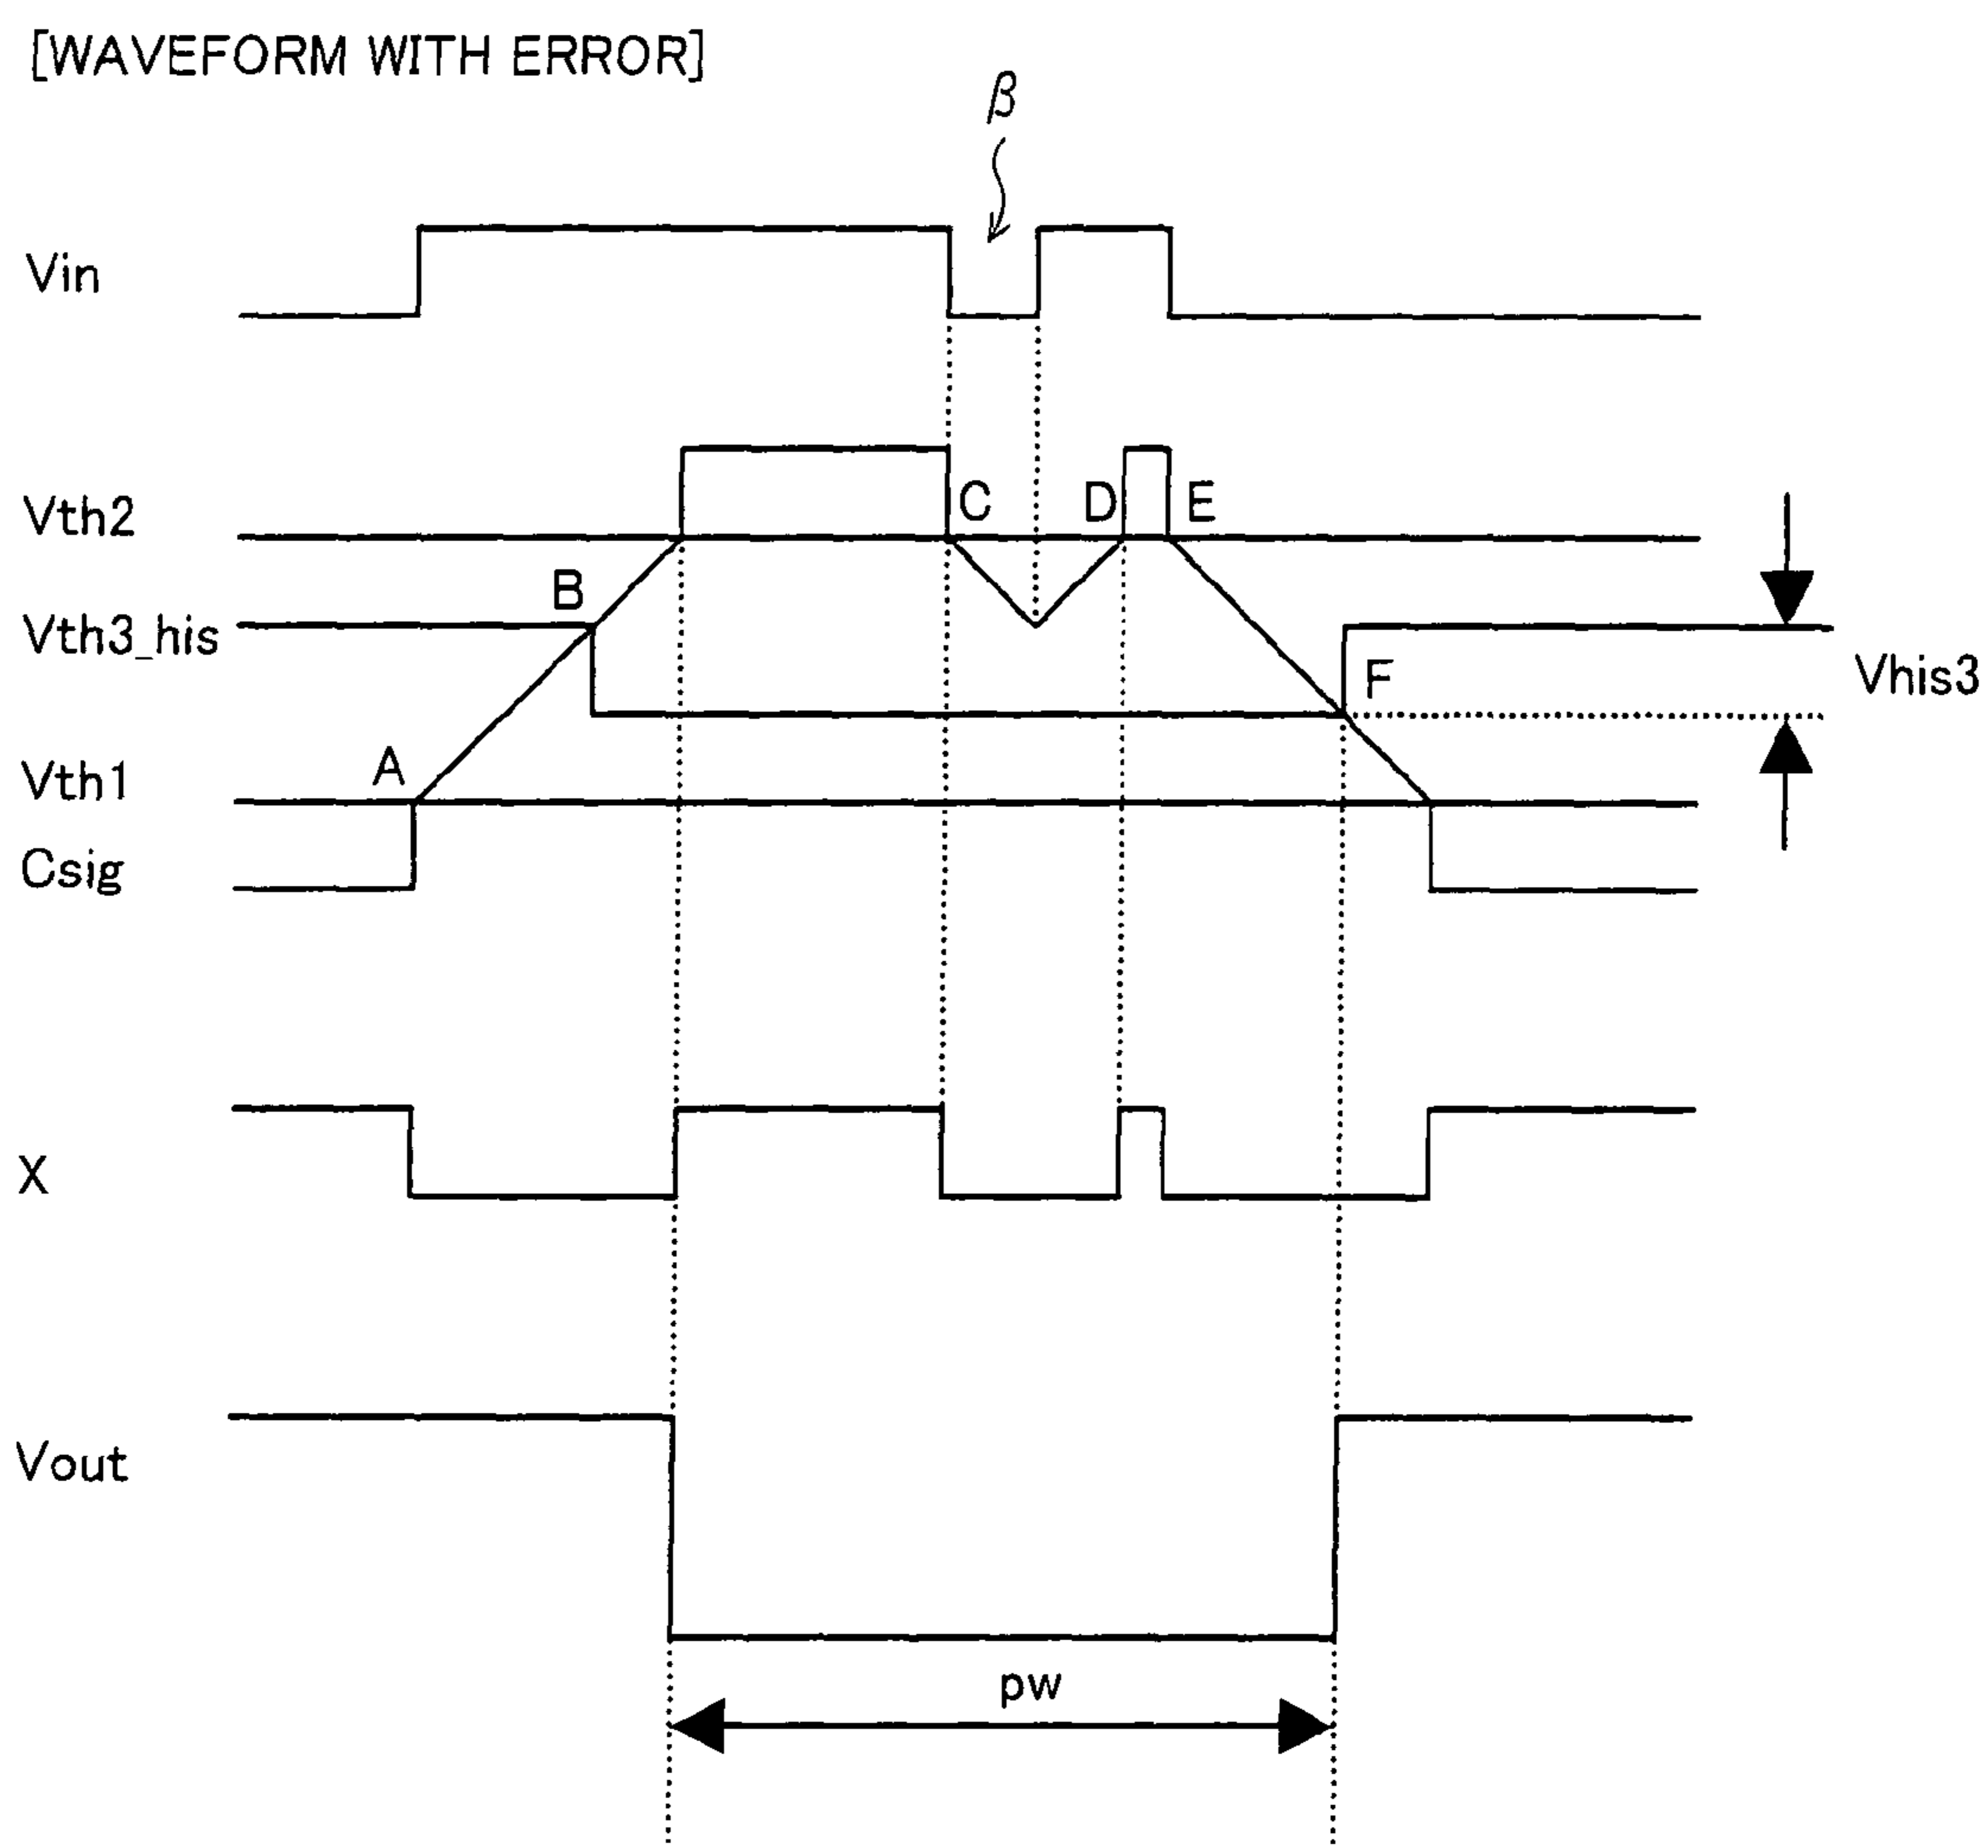 [WAVEFORM WITH ERROR]
β
Vin
C D E
Vth2
B
Vth3_his
F Vhis3
A
Vth1
Csig
X
Vout
pw